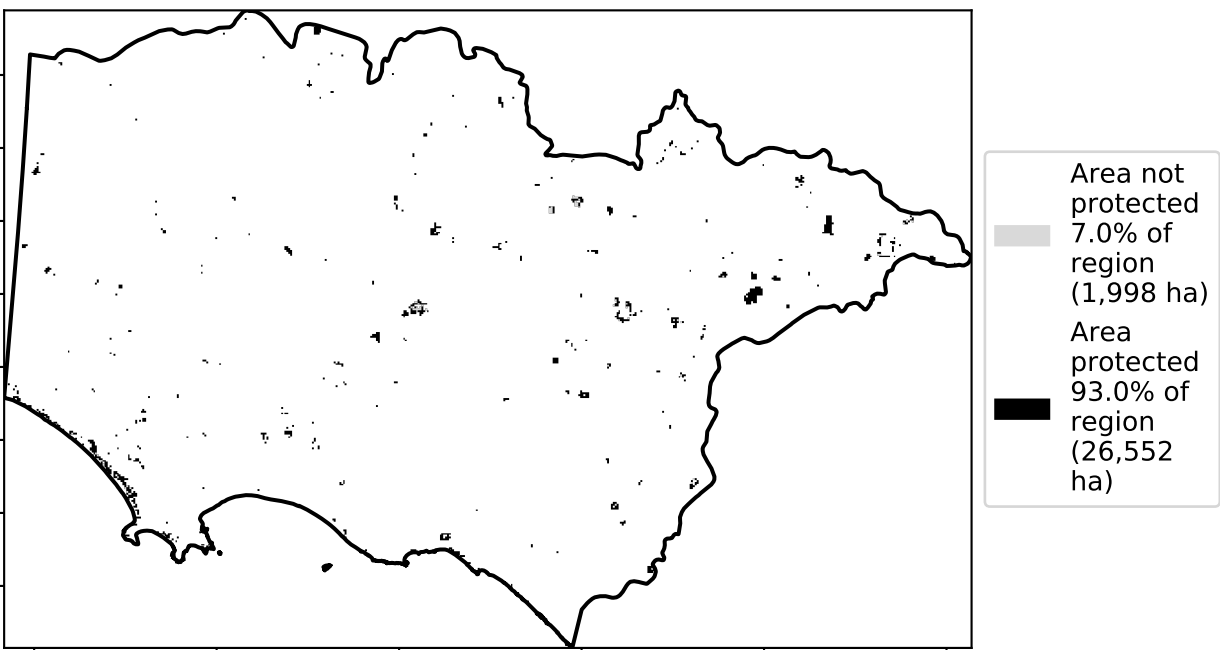 Area not
protected
7.0% of
region
(1,998 ha)
Area
protected
93.0% of
region
(26,552
ha)